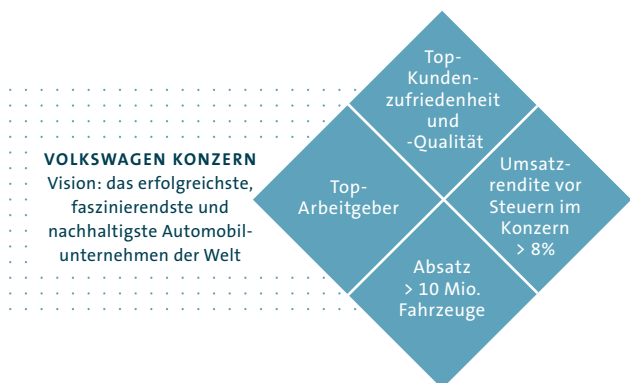 VOLKSWAGEN KONZERN
Vision: das erfolgreichste,
faszinierendste und
nachhaltigste Automobil-
unternehmen der Welt
Top-
Kunden-
zufriedenheit
und
-Qualität
Top-
Arbeitgeber
Umsatz-
rendite vor
Steuern im
Konzern
> 8%
Absatz
> 10 Mio.
Fahrzeuge